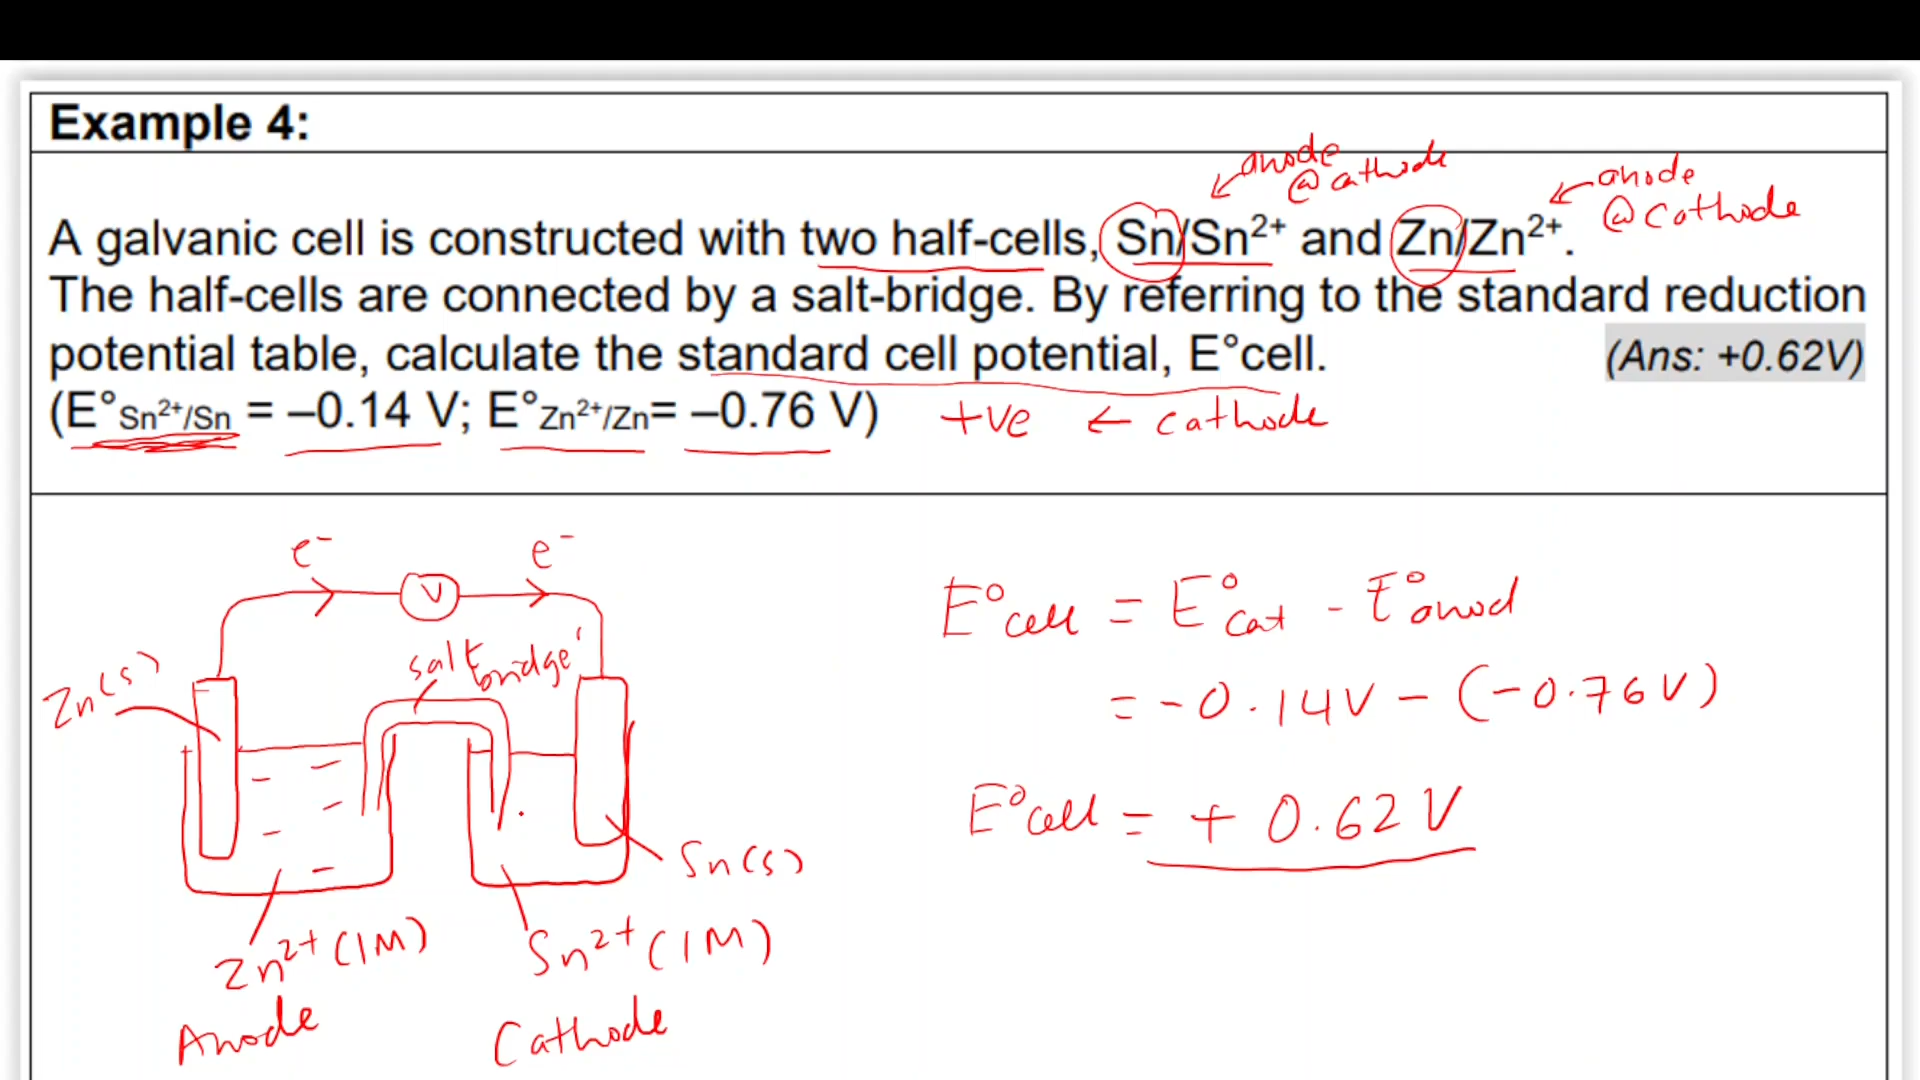 Example 4:
anode
@ cathode
anode
@ cathode
A galvanic cell is constructed with two half-cells, Sn/Sn²⁺ and Zn/Zn²⁺.
The half-cells are connected by a salt-bridge. By referring to the standard reduction
potential table, calculate the standard cell potential, E°cell. (Ans: +0.62V)
(E°Sn²⁺/Sn = –0.14 V; E°Zn²⁺/Zn= –0.76 V) +ve ← cathode
e⁻ e⁻
V
E°cell = E°cat - E°anod
salt
bridge
Zn(s)
= -0.14V - (-0.76V)
E°cell = + 0.62 V
Sn(s)
Zn²⁺ (1M) Sn²⁺ (1M)
Anode Cathode